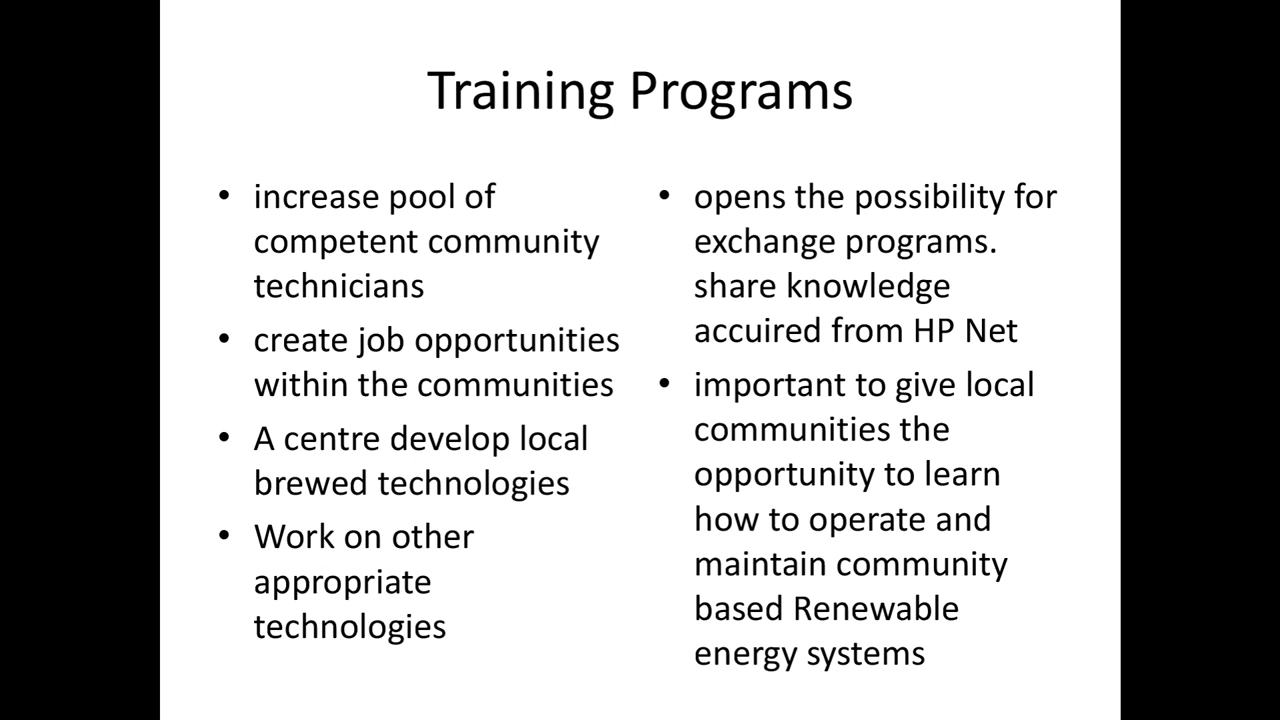 Training Programs
• increase pool of
competent community
technicians
• create job opportunities
within the communities
• A centre develop local
brewed technologies
• Work on other
appropriate
technologies
• opens the possibility for
exchange programs.
share knowledge
accuired from HP Net
• important to give local
communities the
opportunity to learn
how to operate and
maintain community
based Renewable
energy systems